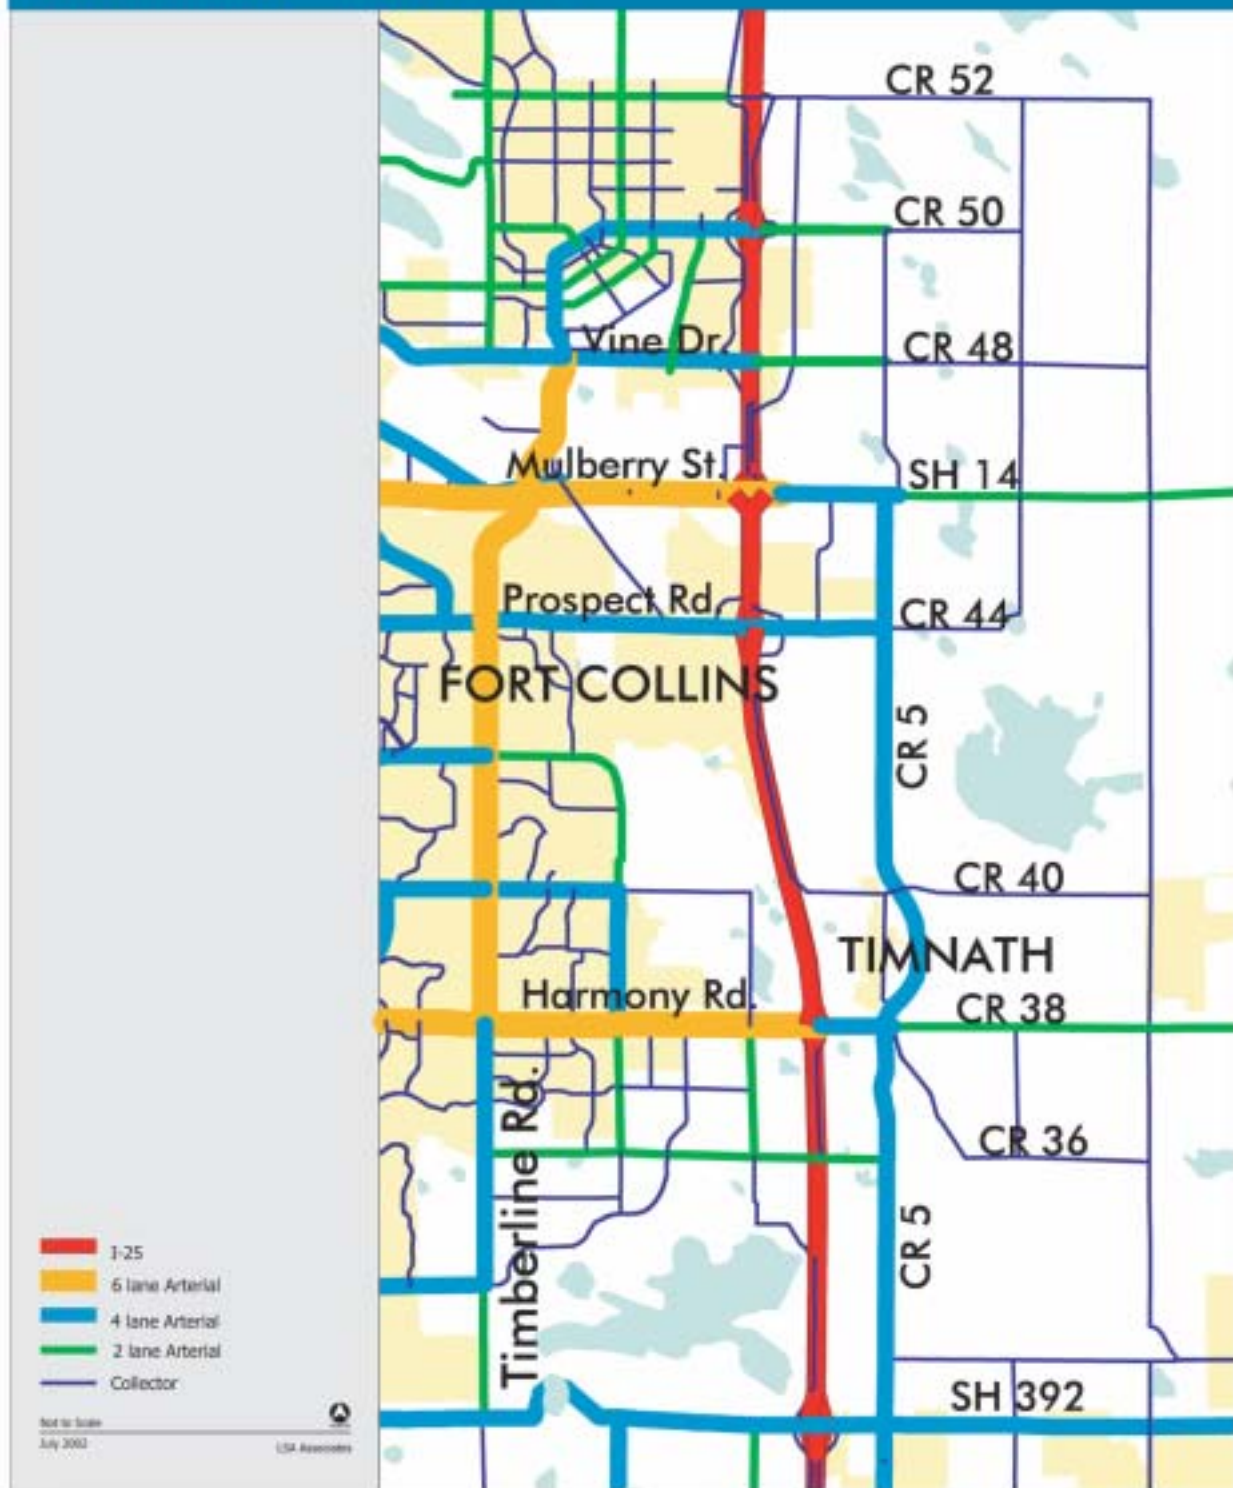 CR 52
CR 50
Vine Dr.
CR 48
Mulberry St.
SH 14
Prospect Rd.
CR 44
FORT COLLINS
CR 5
CR 40
TIMNATH
Harmony Rd.
CR 38
Timberline Rd.
CR 36
CR 5
SH 392
I-25
6 lane Arterial
4 lane Arterial
2 lane Arterial
Collector
Not to Scale
July 2002
LSA Associates